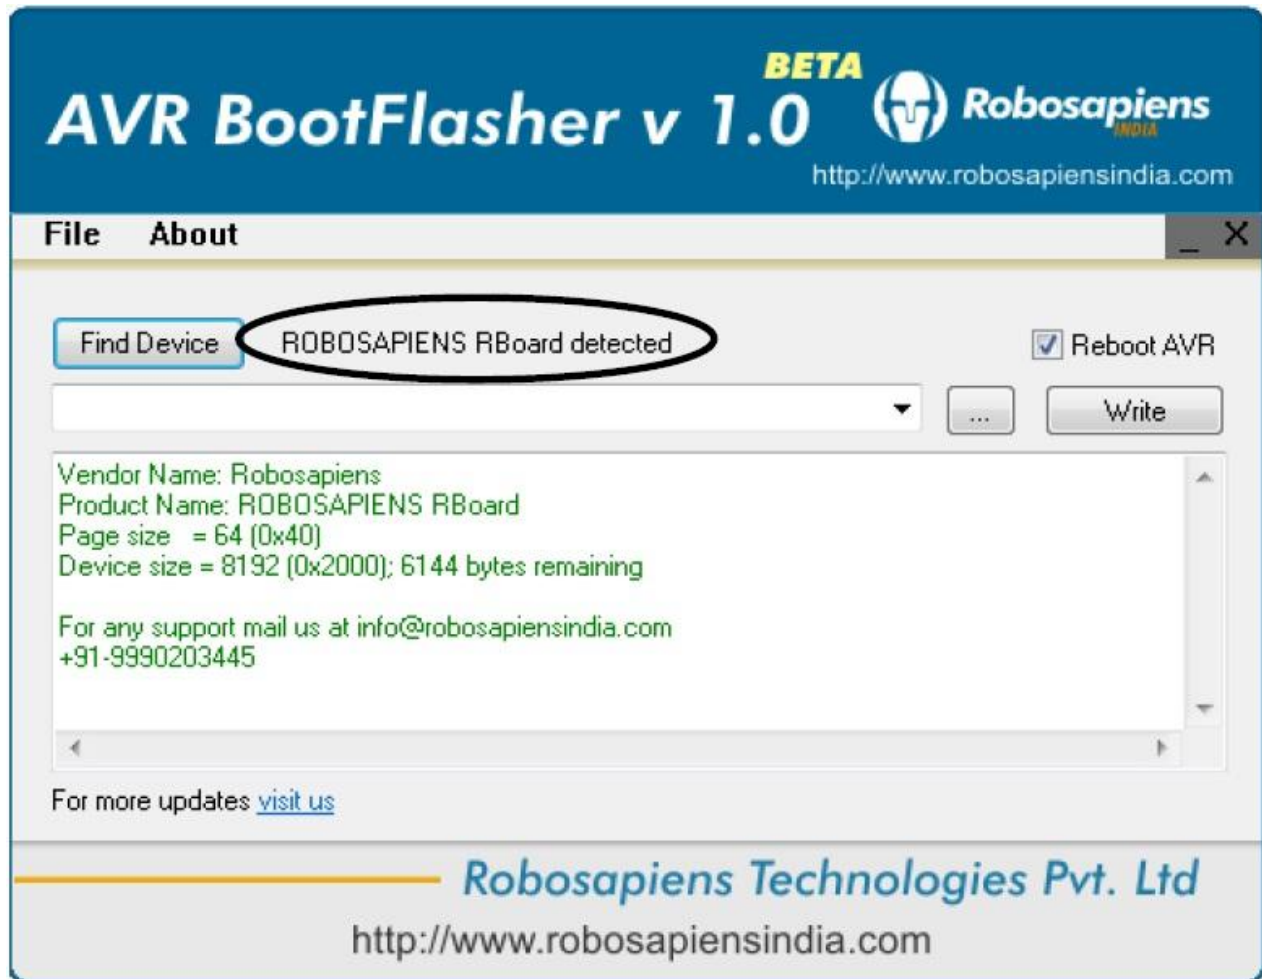 BETA
AVR BootFlasher v 1.0
Robosapiens
INDIA
http://www.robosapiensindia.com
File About _ X
Find Device ROBOSAPIENS RBoard detected Reboot AVR
... Write
Vendor Name: Robosapiens
Product Name: ROBOSAPIENS RBoard
Page size = 64 (0x40)
Device size = 8192 (0x2000); 6144 bytes remaining
For any support mail us at info@robosapiensindia.com
+91-9990203445
For more updates visit us
Robosapiens Technologies Pvt. Ltd
http://www.robosapiensindia.com